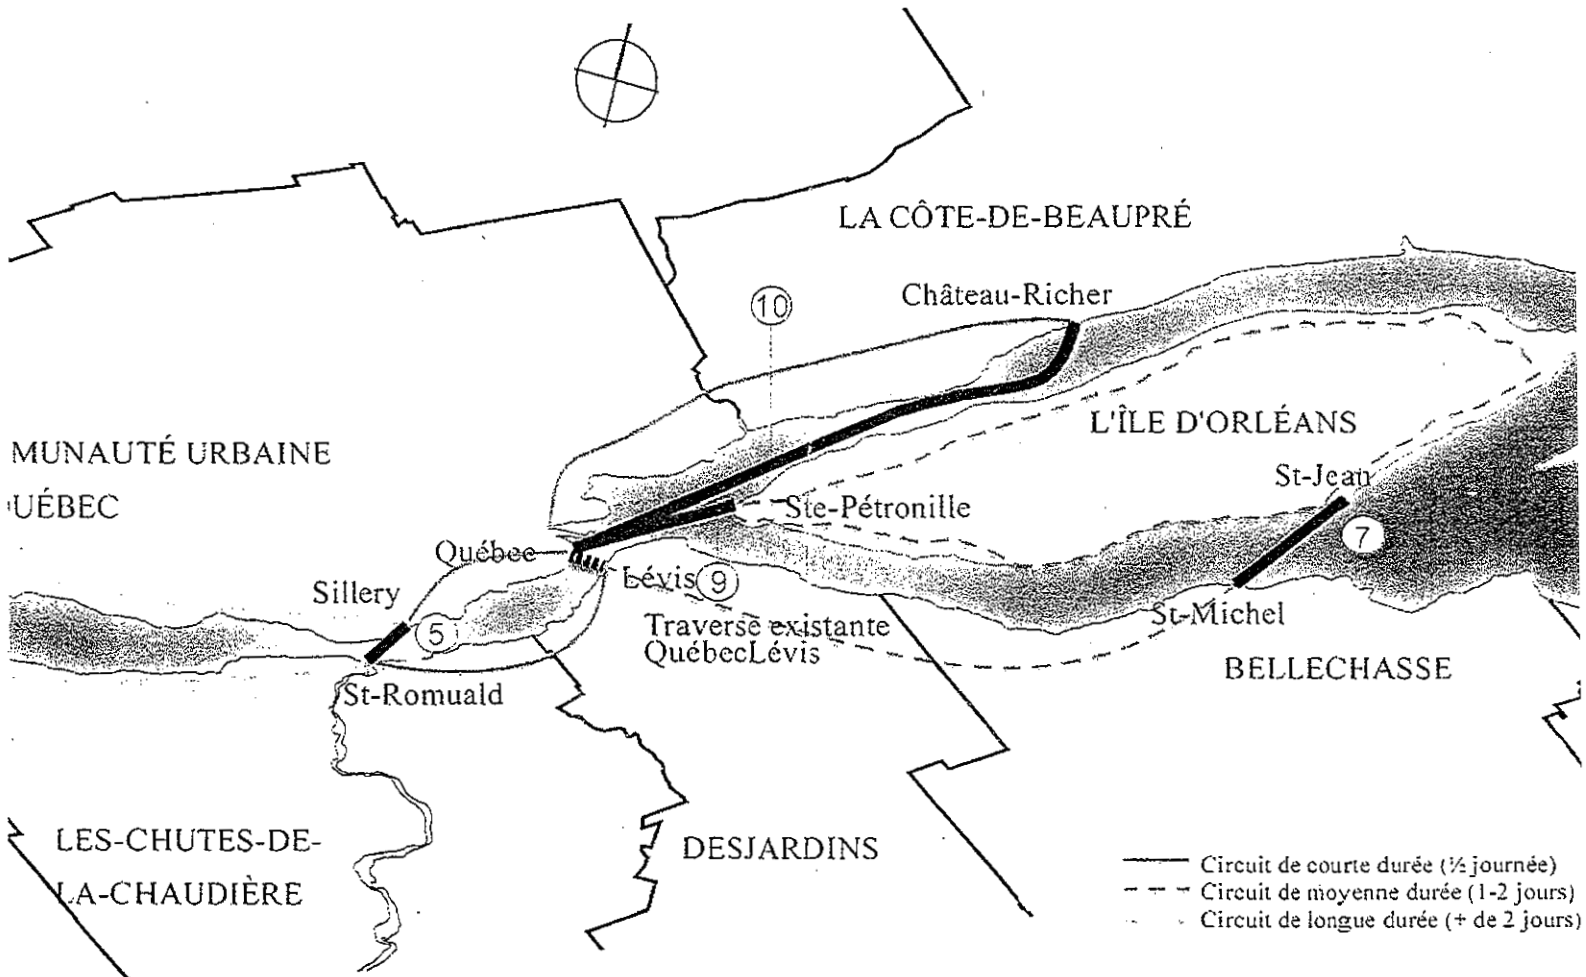 LA CÔTE-DE-BEAUPRÉ
Château-Richer
10
L'ÎLE D'ORLÉANS
MUNAUTÉ URBAINE
UÉBEC
St-Jean
Ste-Pétronille
7
Québec
Lévis
9
Sillery
5
St-Michel
Traverse existante
QuébecLévis
St-Romuald
BELLECHASSE
LES-CHUTES-DE-
LA-CHAUDIÈRE
DESJARDINS
Circuit de courte durée (½ journée)
Circuit de moyenne durée (1-2 jours)
Circuit de longue durée (+ de 2 jours)